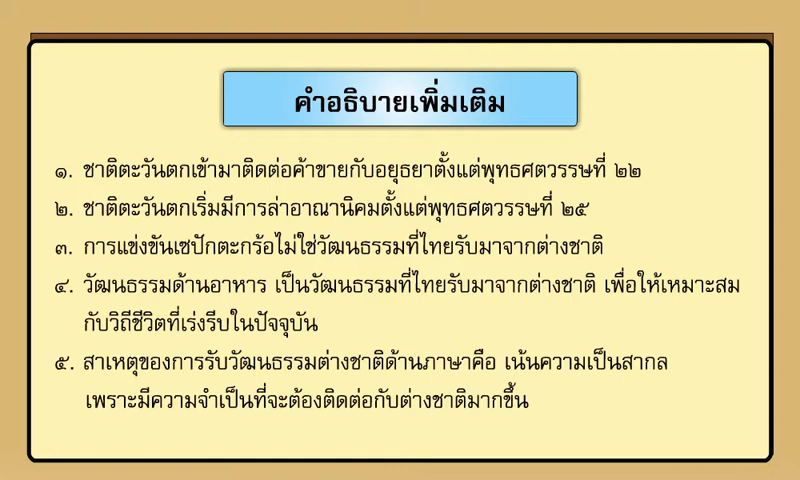 คำอธิบายเพิ่มเติม
๑. ชาติตะวันตกเข้ามาติดต่อค้าขายกับอยุธยาตั้งแต่พุทธศตวรรษที่ ๒๒
๒. ชาติตะวันตกเริ่มมีการล่าอาณานิคมตั้งแต่พุทธศตวรรษที่ ๒๕
๓. การแข่งขันเซปักตะกร้อไม่ใช่วัฒนธรรมที่ไทยรับมาจากต่างชาติ
๔. วัฒนธรรมด้านอาหาร เป็นวัฒนธรรมที่ไทยรับมาจากต่างชาติ เพื่อให้เหมาะสม
กับวิถีชีวิตที่เร่งรีบในปัจจุบัน
๕. สาเหตุของการรับวัฒนธรรมต่างชาติด้านภาษาคือ เน้นความเป็นสากล
เพราะมีความจำเป็นที่จะต้องติดต่อกับต่างชาติมากขึ้น